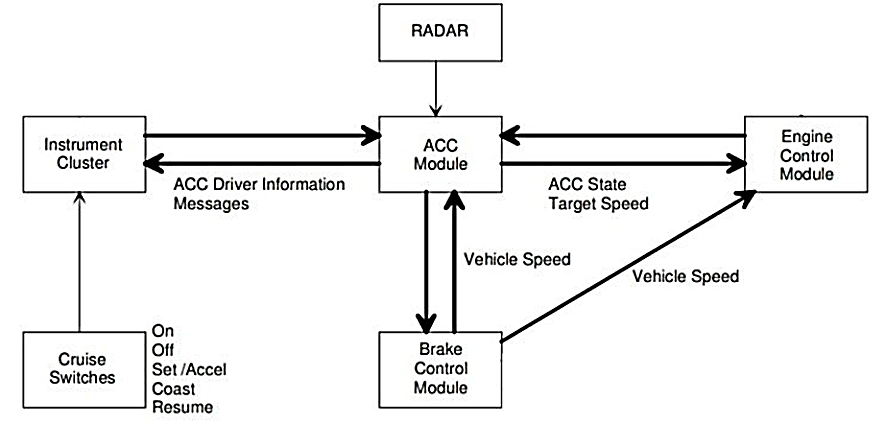 RADAR
Instrument
Cluster
ACC
Module
Engine
Control
Module
ACC Driver Information
Messages
ACC State
Target Speed
Vehicle Speed
Vehicle Speed
Cruise
Switches
On
Off
Set /Accel
Coast
Resume
Brake
Control
Module